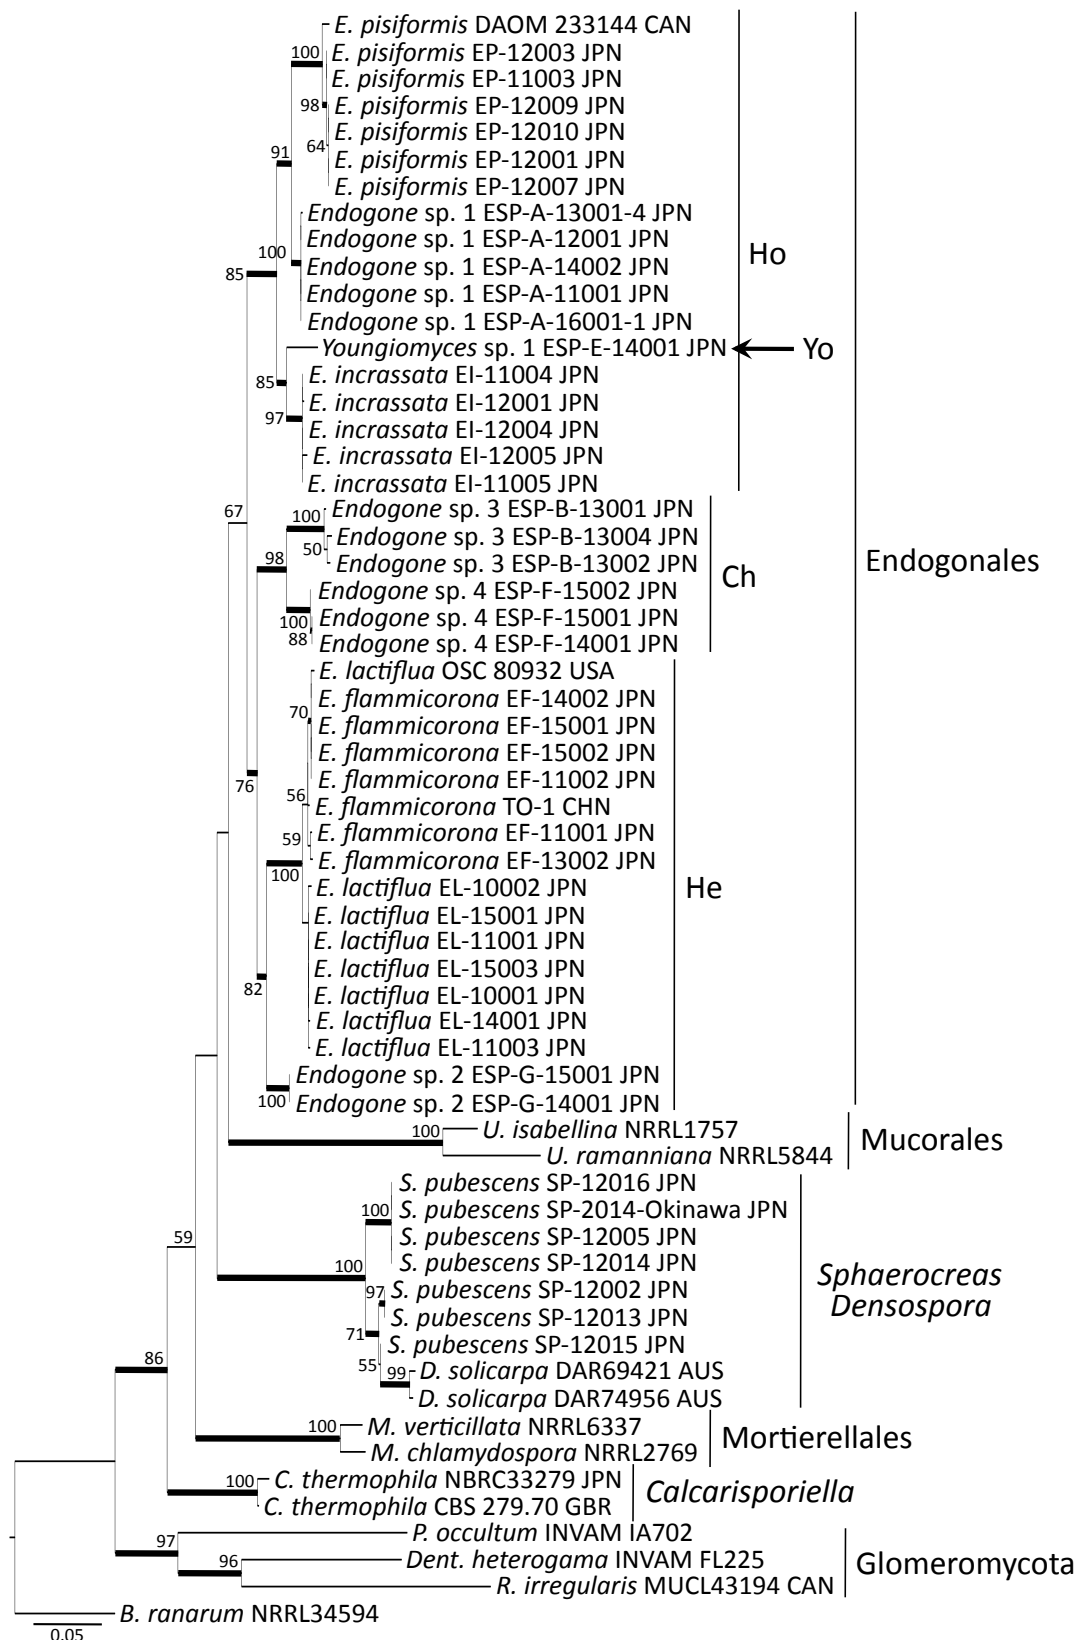 E. pisiformis DAOM 233144 CAN
100
E. pisiformis EP-12003 JPN
E. pisiformis EP-11003 JPN
98
E. pisiformis EP-12009 JPN
E. pisiformis EP-12010 JPN
64
91
E. pisiformis EP-12001 JPN
E. pisiformis EP-12007 JPN
Endogone sp. 1 ESP-A-13001-4 JPN
Endogone sp. 1 ESP-A-12001 JPN
100
Ho
85
Endogone sp. 1 ESP-A-14002 JPN
Endogone sp. 1 ESP-A-11001 JPN
Endogone sp. 1 ESP-A-16001-1 JPN
Youngiomyces sp. 1 ESP-E-14001 JPN
Yo
85
E. incrassata EI-11004 JPN
E. incrassata EI-12001 JPN
97
E. incrassata EI-12004 JPN
E. incrassata EI-12005 JPN
E. incrassata EI-11005 JPN
67
100
Endogone sp. 3 ESP-B-13001 JPN
Endogone sp. 3 ESP-B-13004 JPN
50
98
Endogone sp. 3 ESP-B-13002 JPN
Endogonales
Ch
Endogone sp. 4 ESP-F-15002 JPN
100
Endogone sp. 4 ESP-F-15001 JPN
88
Endogone sp. 4 ESP-F-14001 JPN
E. lactiflua OSC 80932 USA
E. flammicorona EF-14002 JPN
70
E. flammicorona EF-15001 JPN
E. flammicorona EF-15002 JPN
76
E. flammicorona EF-11002 JPN
56
E. flammicorona TO-1 CHN
59
E. flammicorona EF-11001 JPN
E. flammicorona EF-13002 JPN
100
He
E. lactiflua EL-10002 JPN
E. lactiflua EL-15001 JPN
E. lactiflua EL-11001 JPN
E. lactiflua EL-15003 JPN
82
E. lactiflua EL-10001 JPN
E. lactiflua EL-14001 JPN
E. lactiflua EL-11003 JPN
Endogone sp. 2 ESP-G-15001 JPN
100
Endogone sp. 2 ESP-G-14001 JPN
100
U. isabellina NRRL1757
Mucorales
U. ramanniana NRRL5844
S. pubescens SP-12016 JPN
100
S. pubescens SP-2014-Okinawa JPN
59
S. pubescens SP-12005 JPN
100
S. pubescens SP-12014 JPN
Sphaerocreas
97
S. pubescens SP-12002 JPN
Densospora
S. pubescens SP-12013 JPN
71
S. pubescens SP-12015 JPN
55
86
99
D. solicarpa DAR69421 AUS
D. solicarpa DAR74956 AUS
100
M. verticillata NRRL6337
Mortierellales
M. chlamydospora NRRL2769
100
C. thermophila NBRC33279 JPN
Calcarisporiella
C. thermophila CBS 279.70 GBR
P. occultum INVAM IA702
97
96
Dent. heterogama INVAM FL225
Glomeromycota
R. irregularis MUCL43194 CAN
B. ranarum NRRL34594
0.05